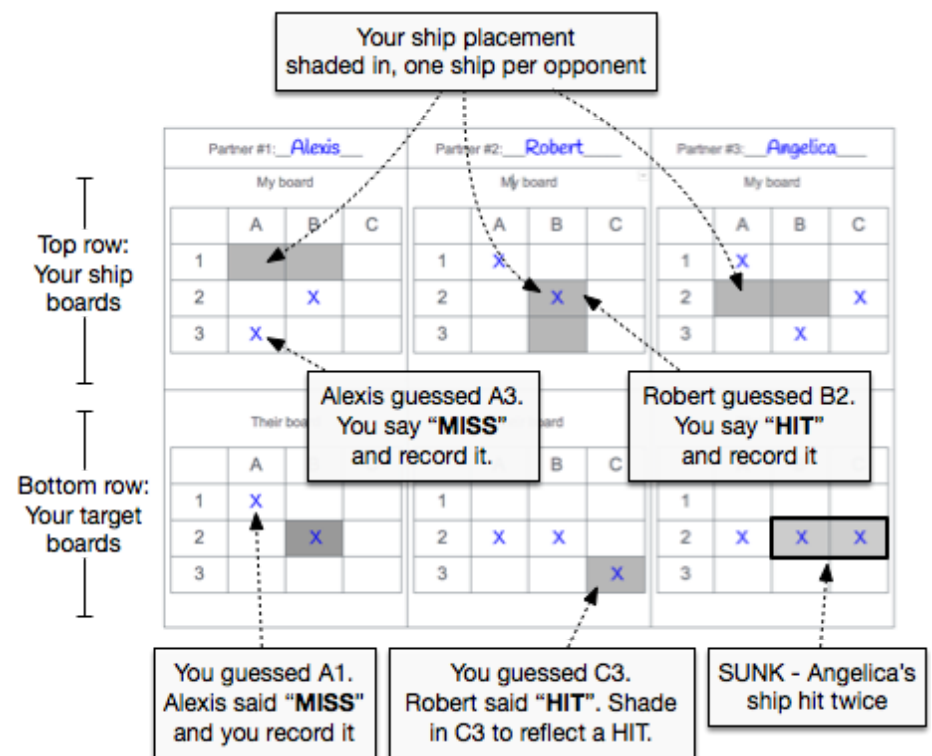 Your ship placement
shaded in, one ship per opponent
Partner #1: Alexis
Partner #2: Robert
Partner #3: Angelica
My board
My board
My board
A B C
A B C
A B C
1
1 X
1 X
2 X
2 X
2 X
3 X
3
3 X
Top row:
Your ship
boards
Alexis guessed A3.
You say “MISS”
and record it.
Robert guessed B2.
You say “HIT”
and record it
Their
A
B C
C
1 X
1
1
2 X
2 X X
2 X X X
3
3 X
3
Bottom row:
Your target
boards
You guessed A1.
Alexis said “MISS”
and you record it
You guessed C3.
Robert said “HIT”. Shade
in C3 to reflect a HIT.
SUNK - Angelica's
ship hit twice